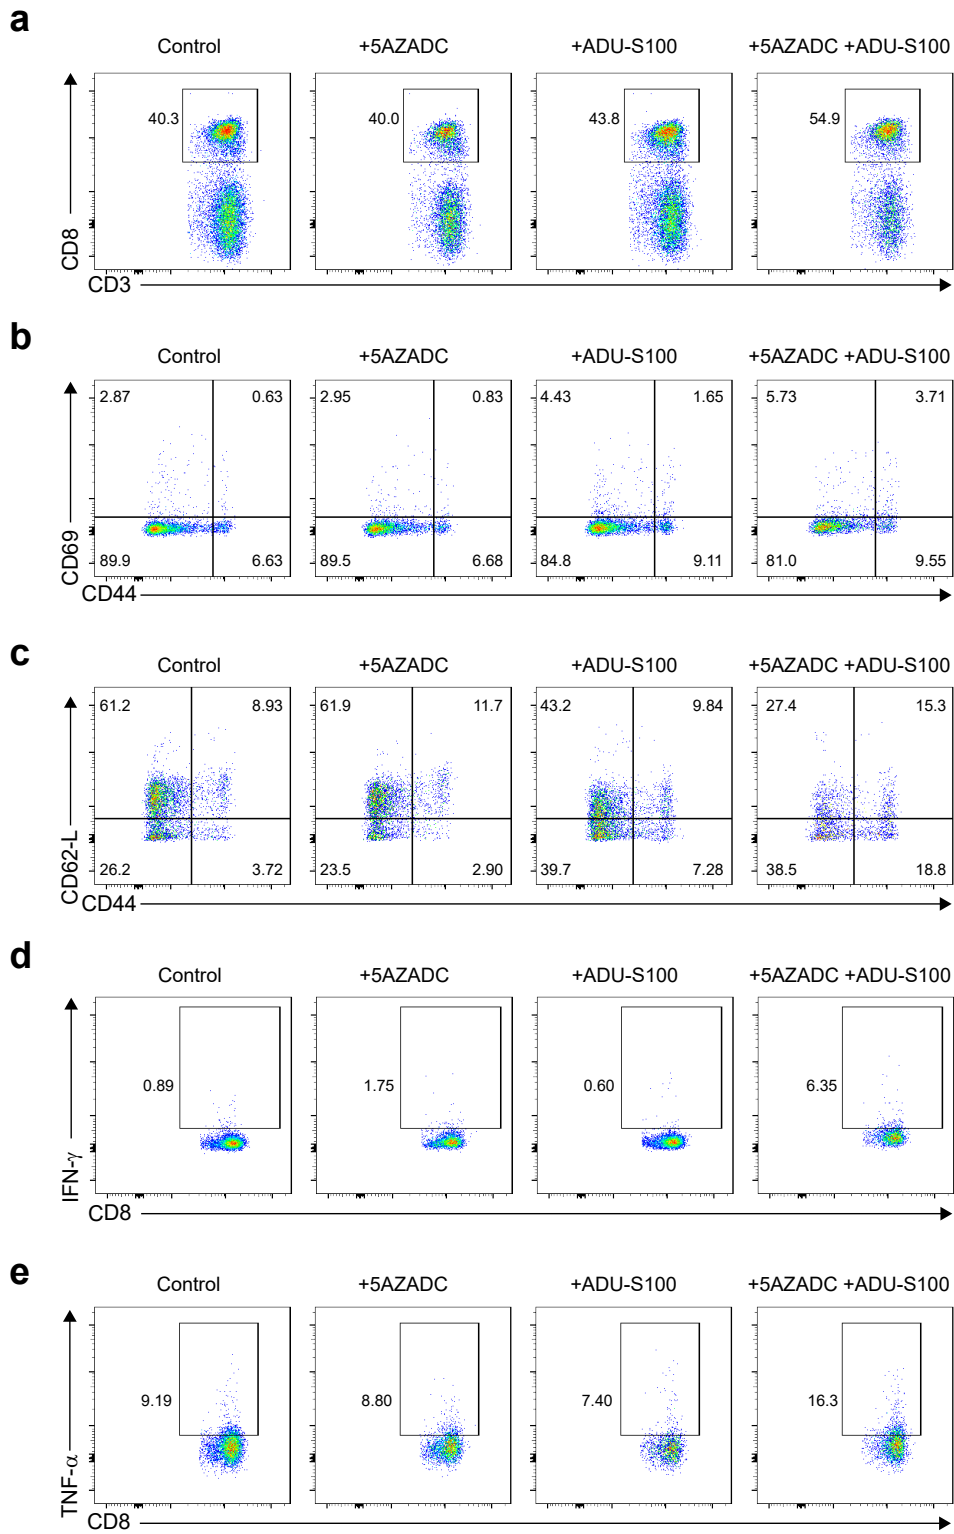 a
Control
+5AZADC
+ADU-S100
+5AZADC +ADU-S100
40.3
40.0
43.8
54.9
CD8
CD3
b
Control
+5AZADC
+ADU-S100
+5AZADC +ADU-S100
2.87
0.63
2.95
0.83
4.43
1.65
5.73
3.71
89.9
6.63
89.5
6.68
84.8
9.11
81.0
9.55
CD69
CD44
c
Control
+5AZADC
+ADU-S100
+5AZADC +ADU-S100
61.2
8.93
61.9
11.7
43.2
9.84
27.4
15.3
26.2
3.72
23.5
2.90
39.7
7.28
38.5
18.8
CD62-L
CD44
d
Control
+5AZADC
+ADU-S100
+5AZADC +ADU-S100
0.89
1.75
0.60
6.35
IFN-γ
CD8
e
Control
+5AZADC
+ADU-S100
+5AZADC +ADU-S100
9.19
8.80
7.40
16.3
TNF-α
CD8